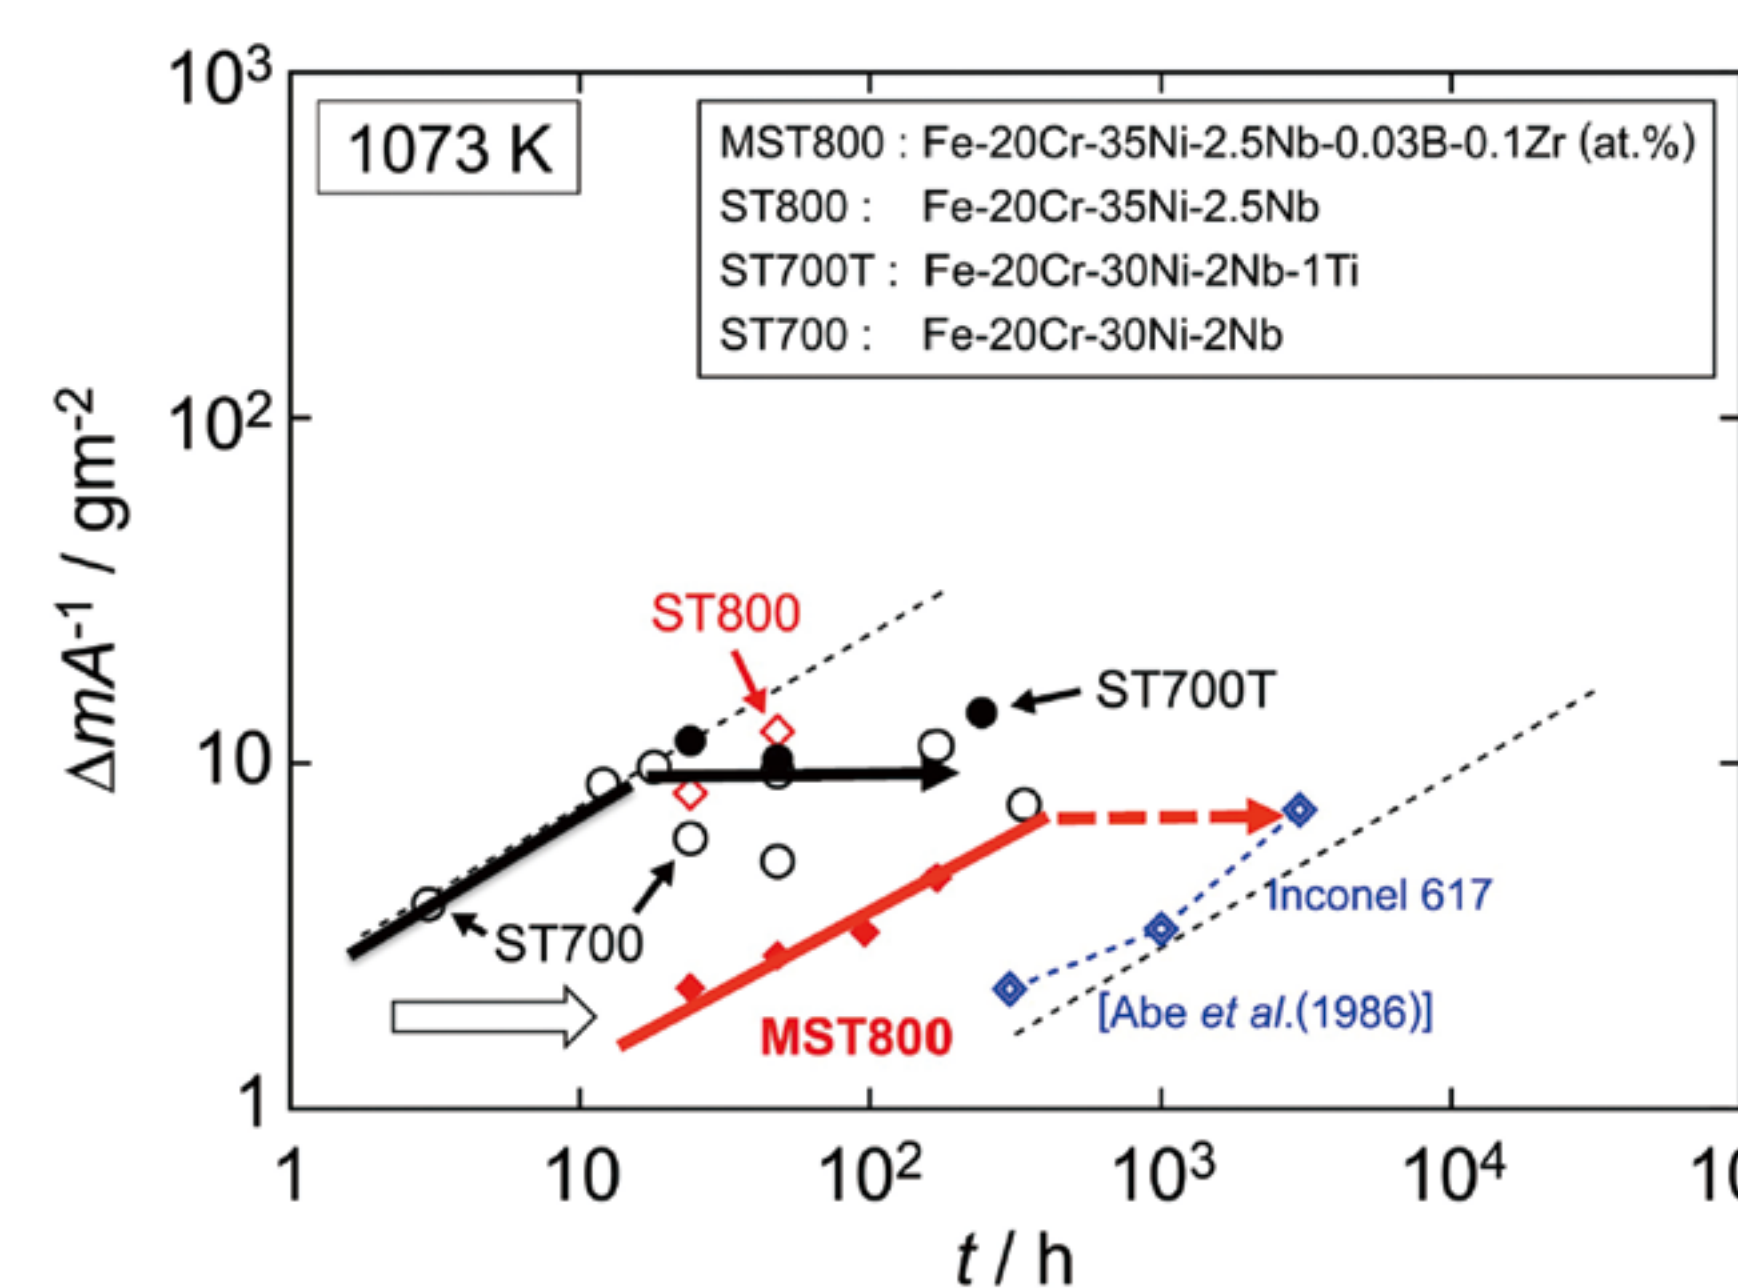 10³
1073 K
MST800 : Fe-20Cr-35Ni-2.5Nb-0.03B-0.1Zr (at.%)
ST800 : Fe-20Cr-35Ni-2.5Nb
ST700T : Fe-20Cr-30Ni-2Nb-1Ti
ST700 : Fe-20Cr-30Ni-2Nb
10²
ΔmA⁻¹ / gm⁻²
ST800
ST700T
10
Inconel 617
ST700
[Abe et al.(1986)]
MST800
1
1 10 10² 10³ 10⁴
t / h